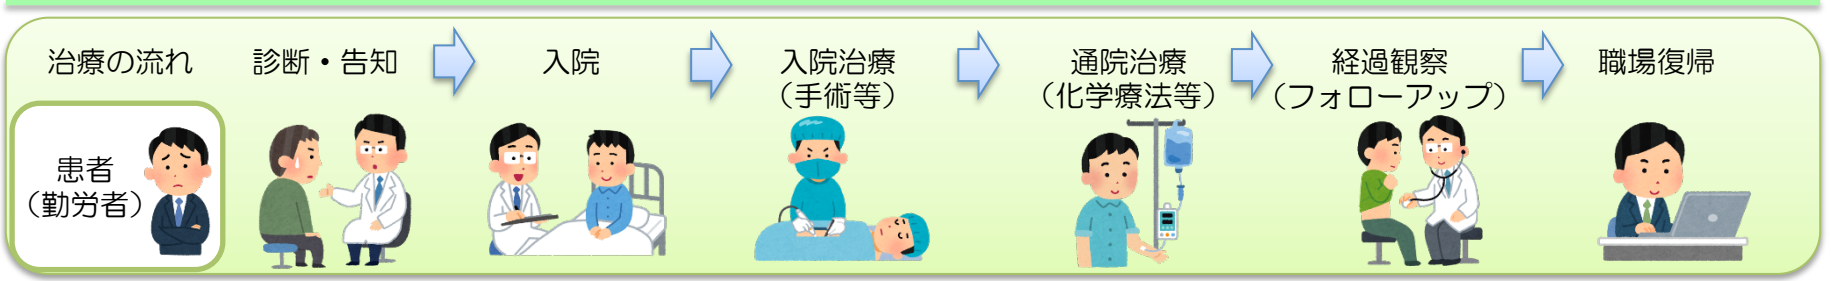 治療の流れ
診断・告知
入院
入院治療
（手術等）
通院治療
（化学療法等）
経過観察
（フォローアップ）
職場復帰
患者
（勤労者）